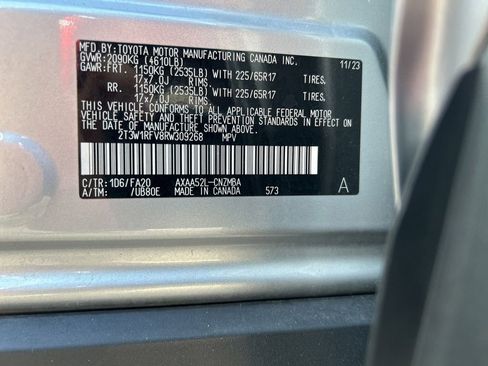 MFD.BY:TOYOTA MOTOR MANUFACTURING CANADA INC.
GVWR:2090KG (4610LB) 11/23
GAWR:FRT. 1150KG (2535LB) WITH 225/65R17 TIRES,
17x7.0J RIMS,
RR. 1150KG (2535LB) WITH 225/65R17 TIRES,
17x7.0J RIMS,
THIS VEHICLE CONFORMS TO ALL APPLICABLE FEDERAL MOTOR
VEHICLE SAFETY AND THEFT PREVENTION STANDARDS IN EFFECT ON
THE DATE OF MANUFACTURE SHOWN ABOVE.
2T3W1RFV8RW309268 MPV
C/TR: 1D6/FA20 AXAA52L-CNZMBA A
A/TM: /UB80E MADE IN CANADA 573